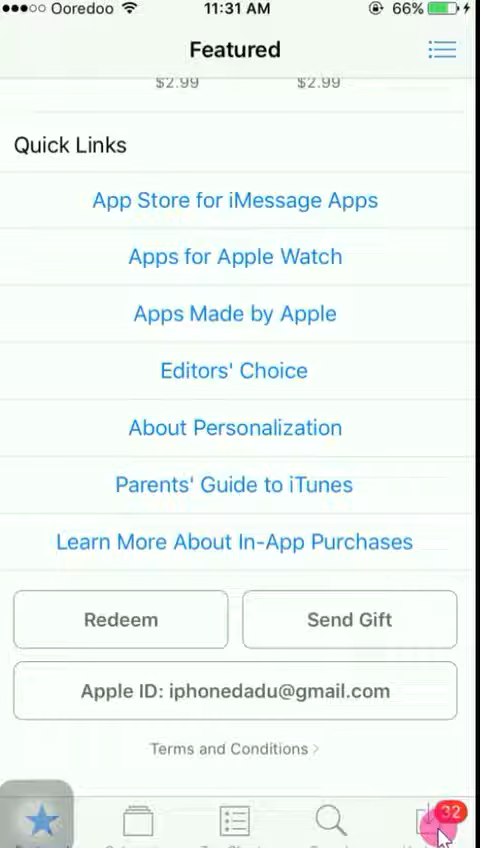 Ooredoo 11:31 AM 66%
Featured
$2.99 $2.99
Quick Links
App Store for iMessage Apps
Apps for Apple Watch
Apps Made by Apple
Editors' Choice
About Personalization
Parents' Guide to iTunes
Learn More About In-App Purchases
Redeem Send Gift
Apple ID: iphonedadu@gmail.com
Terms and Conditions >
32